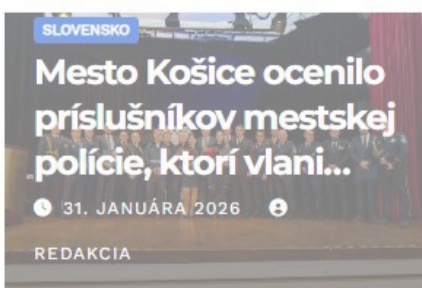 SLOVENSKO
Mesto Košice ocenilo
príslušníkov mestskej
polície, ktorí vlani...
31. JANUÁRA 2026
REDAKCIA